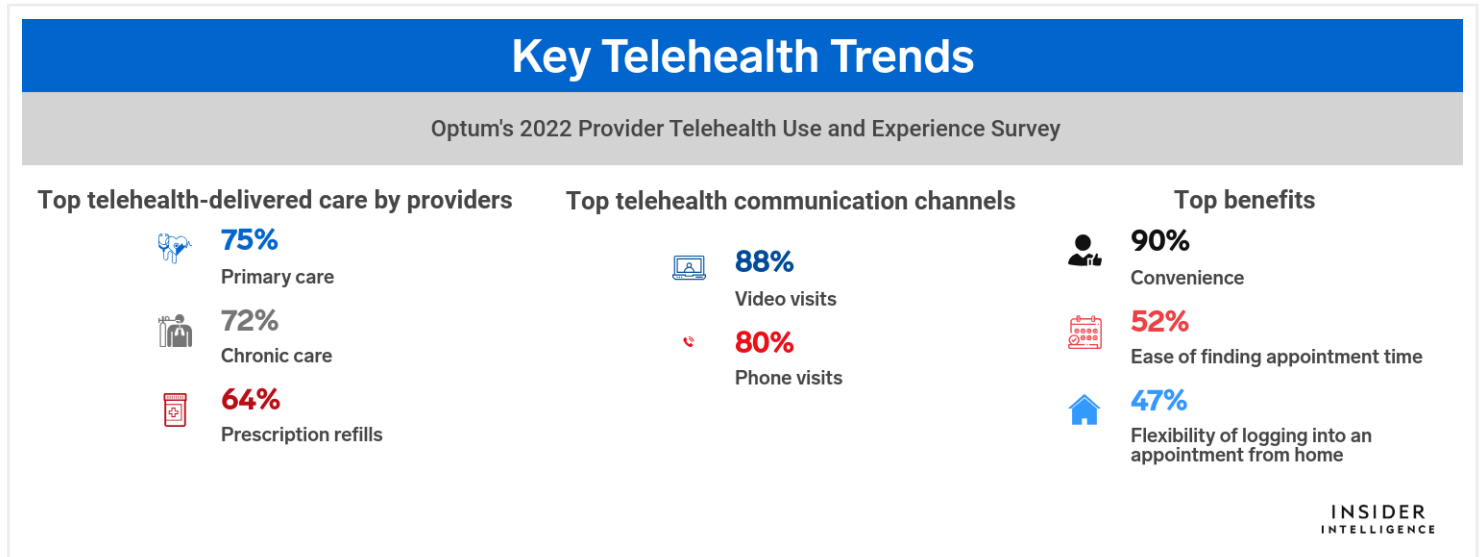 Key Telehealth Trends
Optum's 2022 Provider Telehealth Use and Experience Survey
Top telehealth-delivered care by providers
75%
Primary care
72%
Chronic care
64%
Prescription refills
Top telehealth communication channels
88%
Video visits
80%
Phone visits
Top benefits
90%
Convenience
52%
Ease of finding appointment time
47%
Flexibility of logging into an
appointment from home
INSIDER
INTELLIGENCE